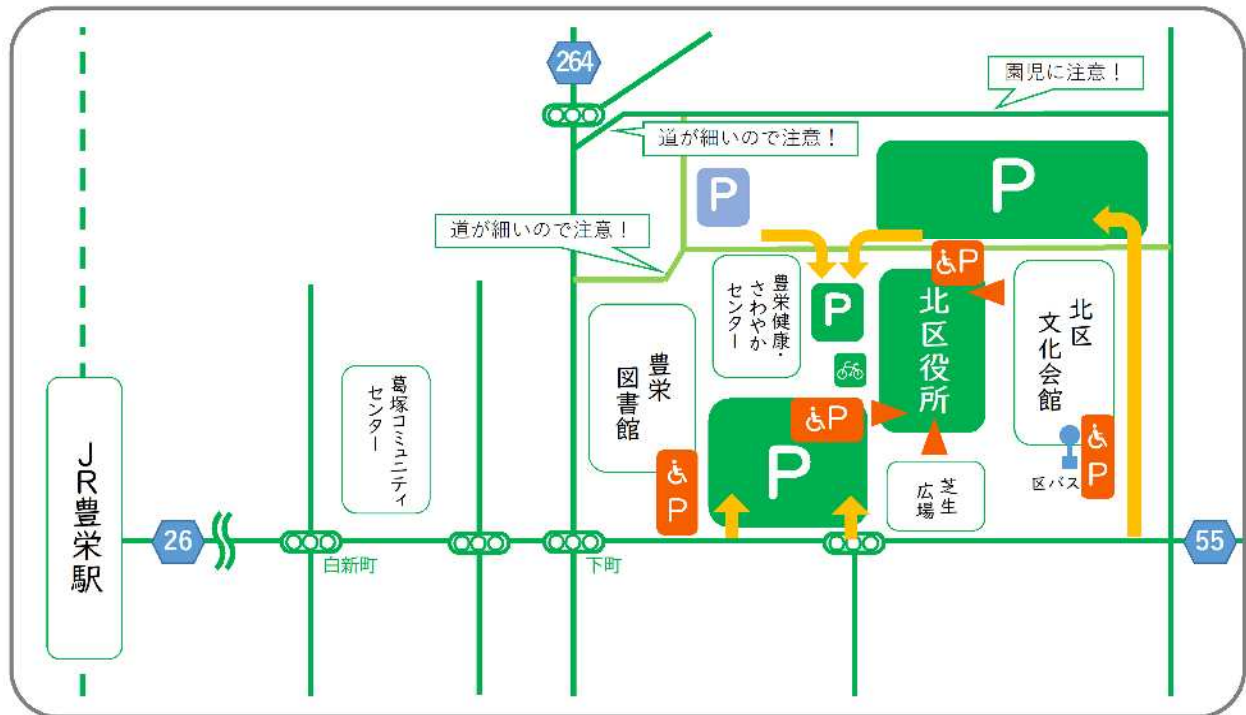 264
園児に注意！
道が細いので注意！
P
P
道が細いので注意！
豊栄健康・
さわやか
センター
P
P
北区役所
北区
文化会館
豊栄
図書館
葛塚コミュニティ
センター
P
P
P
P
芝生
広場
区バス
JR豊栄駅
26
白新町
下町
55